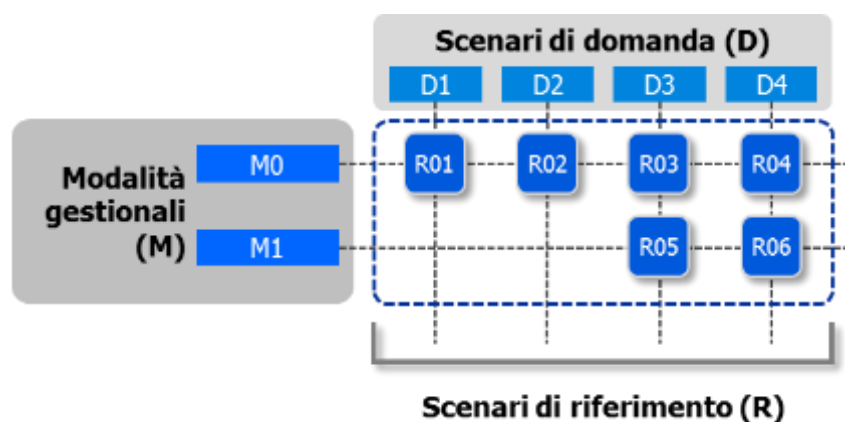 Scenari di domanda (D)
D1 D2 D3 D4
Modalità
gestionali
(M)
M0 R01 R02 R03 R04
M1 R05 R06
Scenari di riferimento (R)